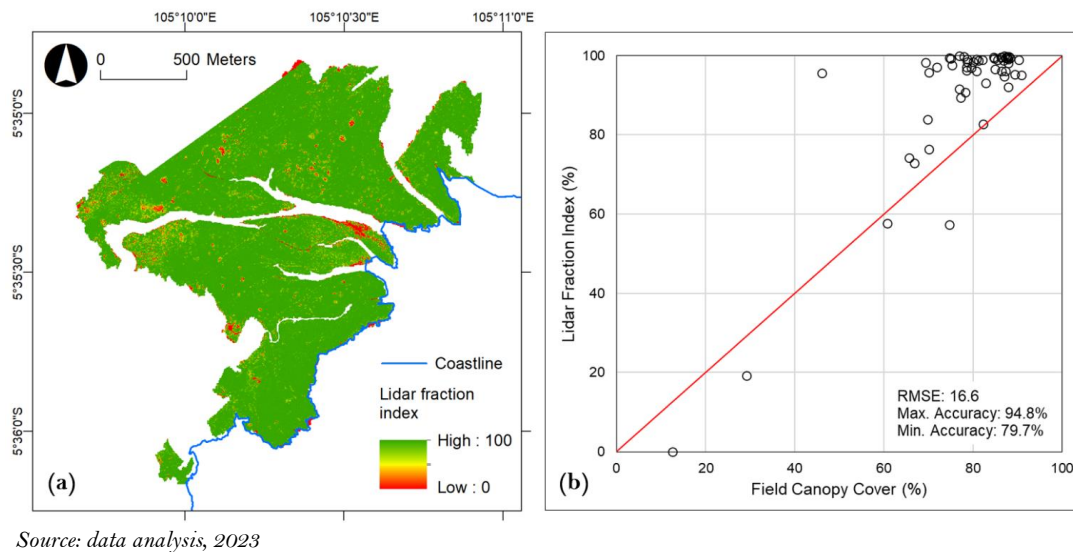 105°10'0"E 105°10'30"E 105°11'0"E
0 500 Meters
5°35'0"S
5°35'30"S
5°36'0"S
Coastline
Lidar fraction
index
High : 100
Low : 0
(a)
100
80
60
40
20
0
Lidar Fraction Index (%)
RMSE: 16.6
Max. Accuracy: 94.8%
Min. Accuracy: 79.7%
0 20 40 60 80 100
(b)
Field Canopy Cover (%)
Source: data analysis, 2023